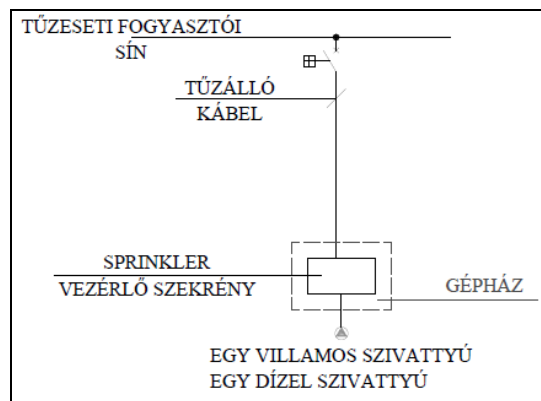 TŰZESETI FOGYASZTÓI
SÍN
TŰZÁLLÓ
KÁBEL
SPRINKLER
VEZÉRLŐ SZEKRÉNY
GÉPHÁZ
EGY VILLAMOS SZIVATTYÚ
EGY DÍZEL SZIVATTYÚ